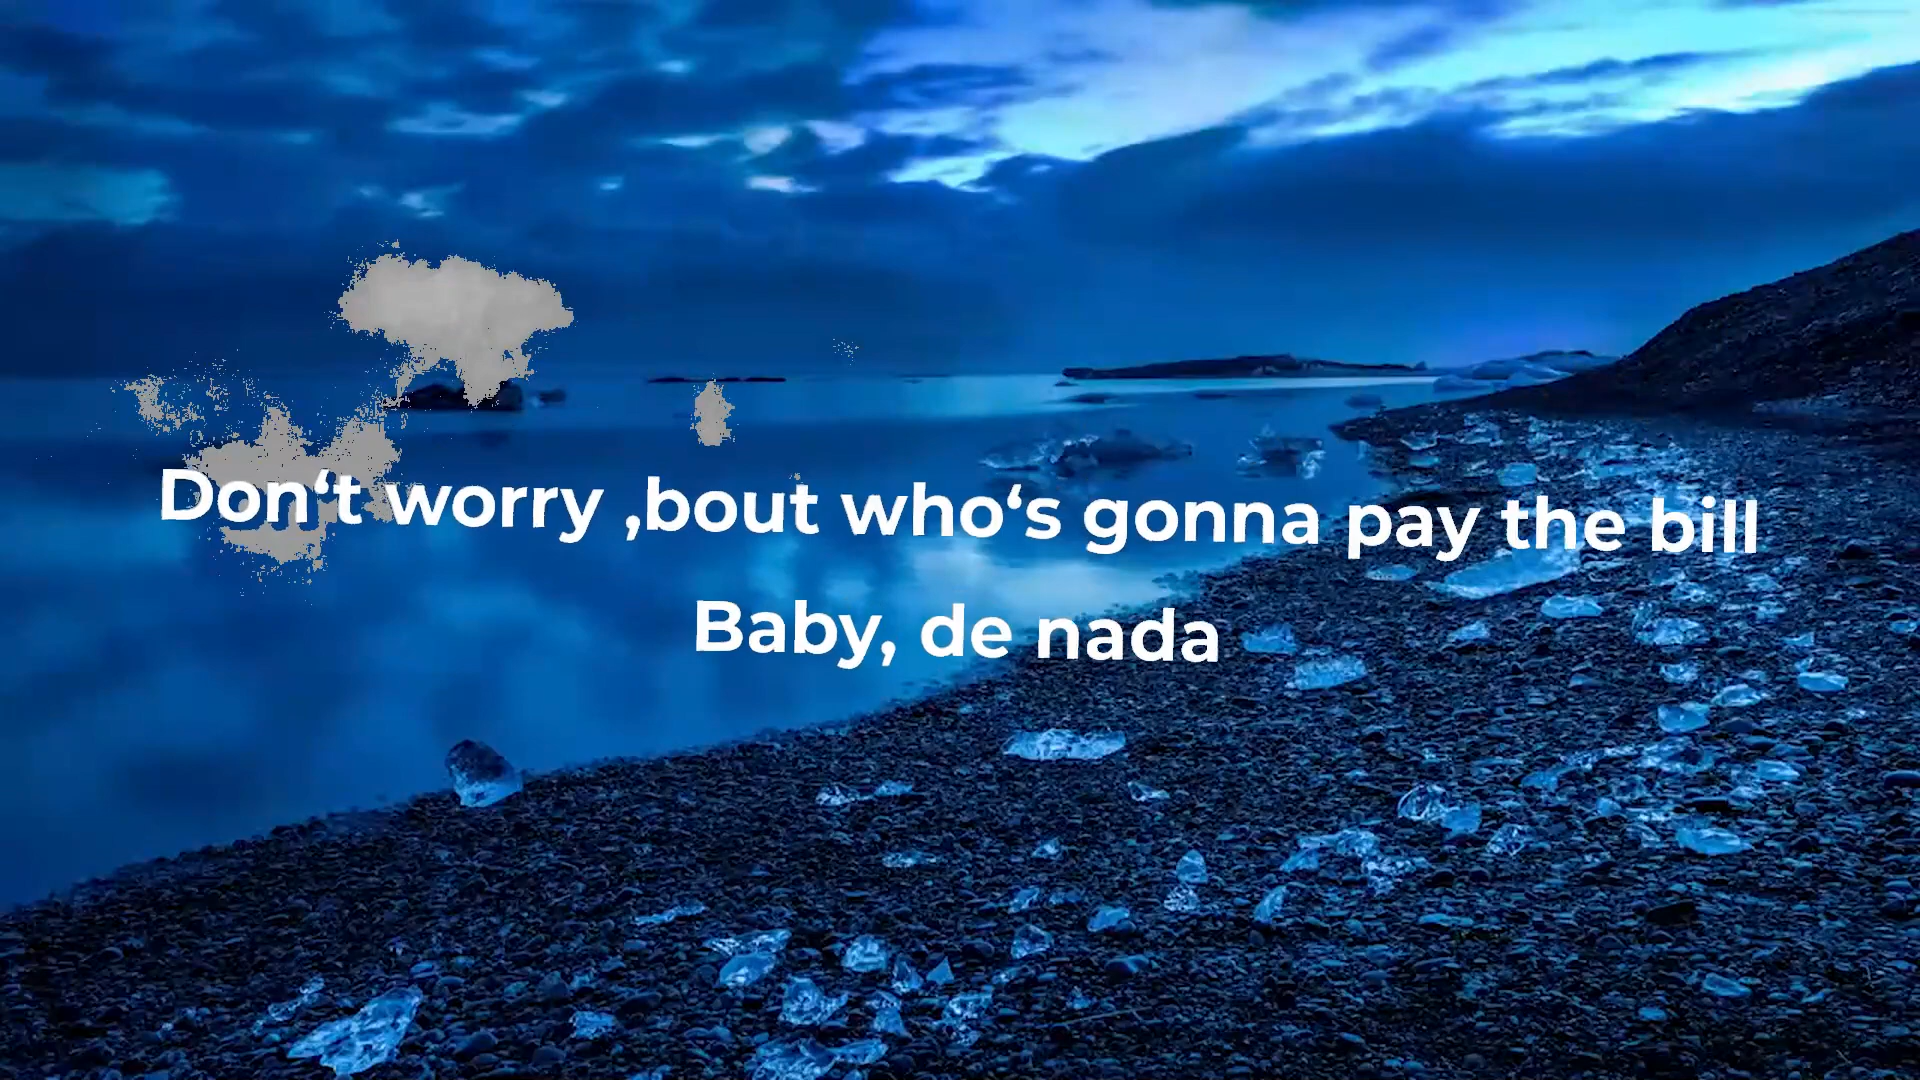 Don‘t worry ,bout who‘s gonna pay the bill
Baby, de nada